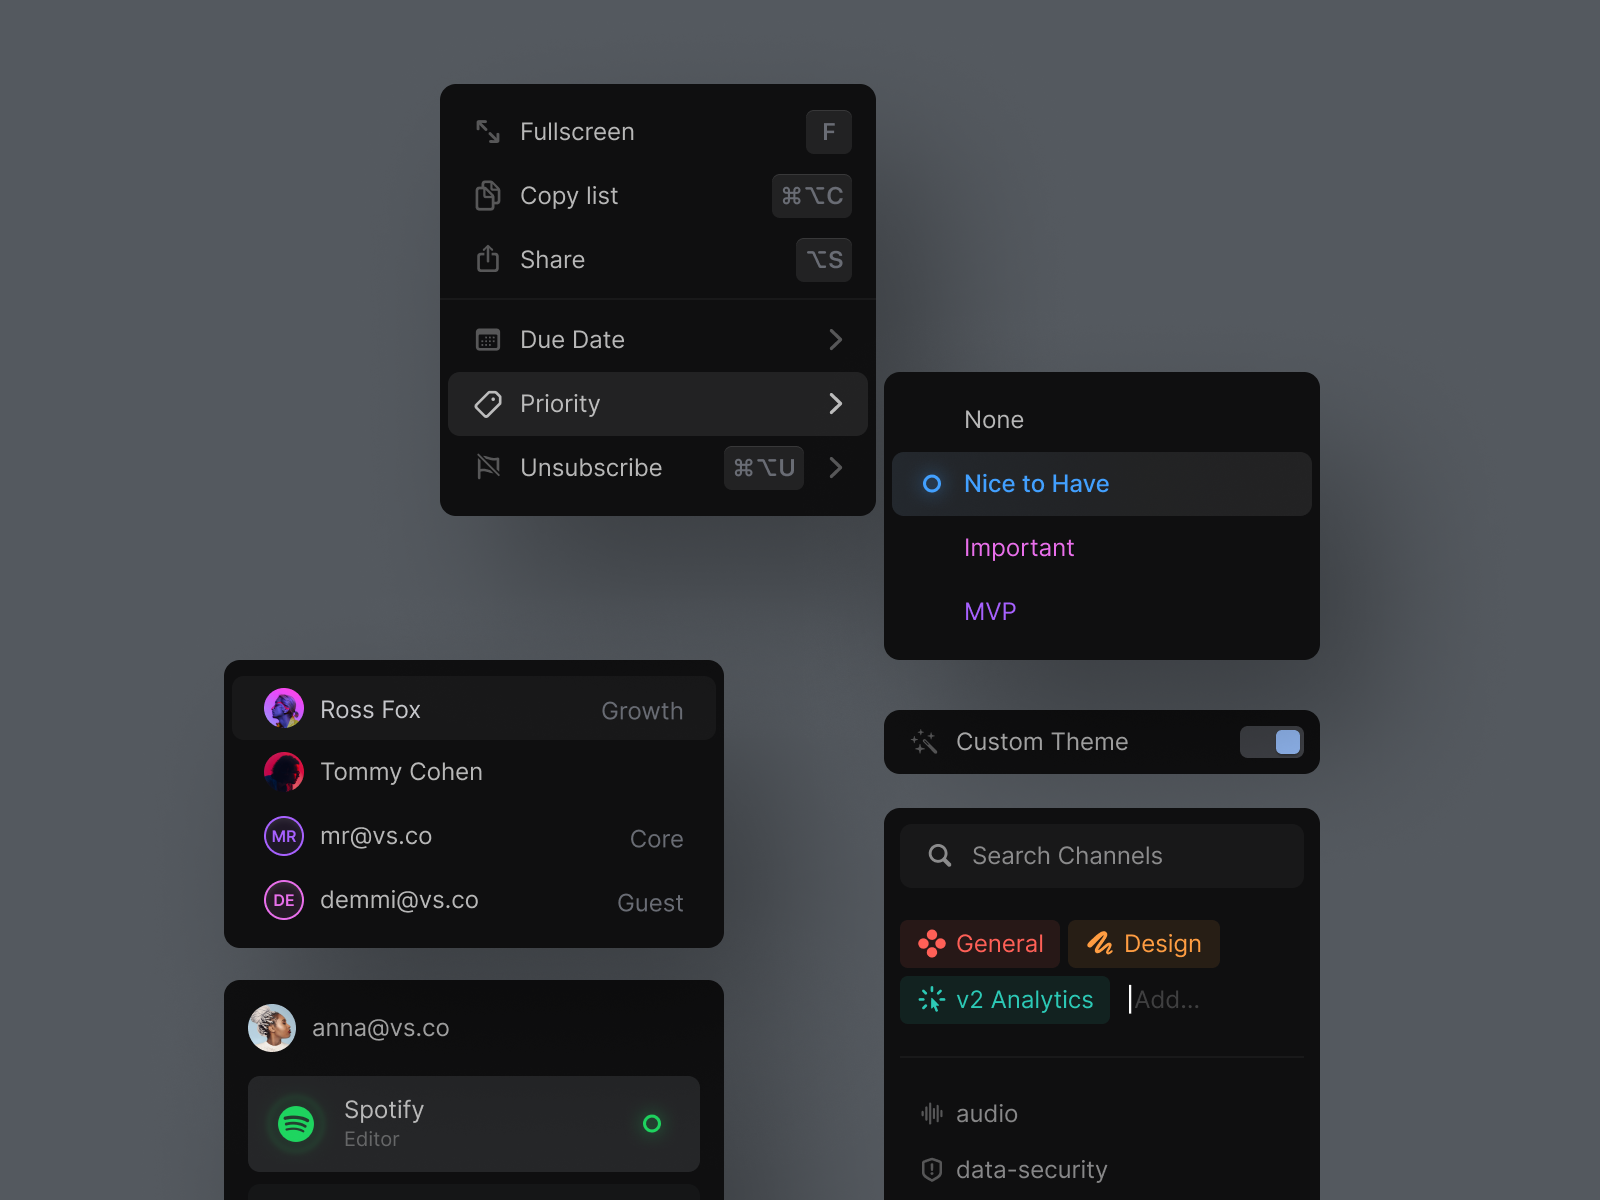 Fullscreen F
Copy list ⌘⌥C
Share ⌥S
Due Date
Priority
Unsubscribe ⌘⌥U
None
Nice to Have
Important
MVP
Ross Fox Growth
Tommy Cohen
MR mr@vs.co Core
DE demmi@vs.co Guest
anna@vs.co
Spotify
Editor
Custom Theme
Search Channels
General Design
v2 Analytics Add...
audio
data-security